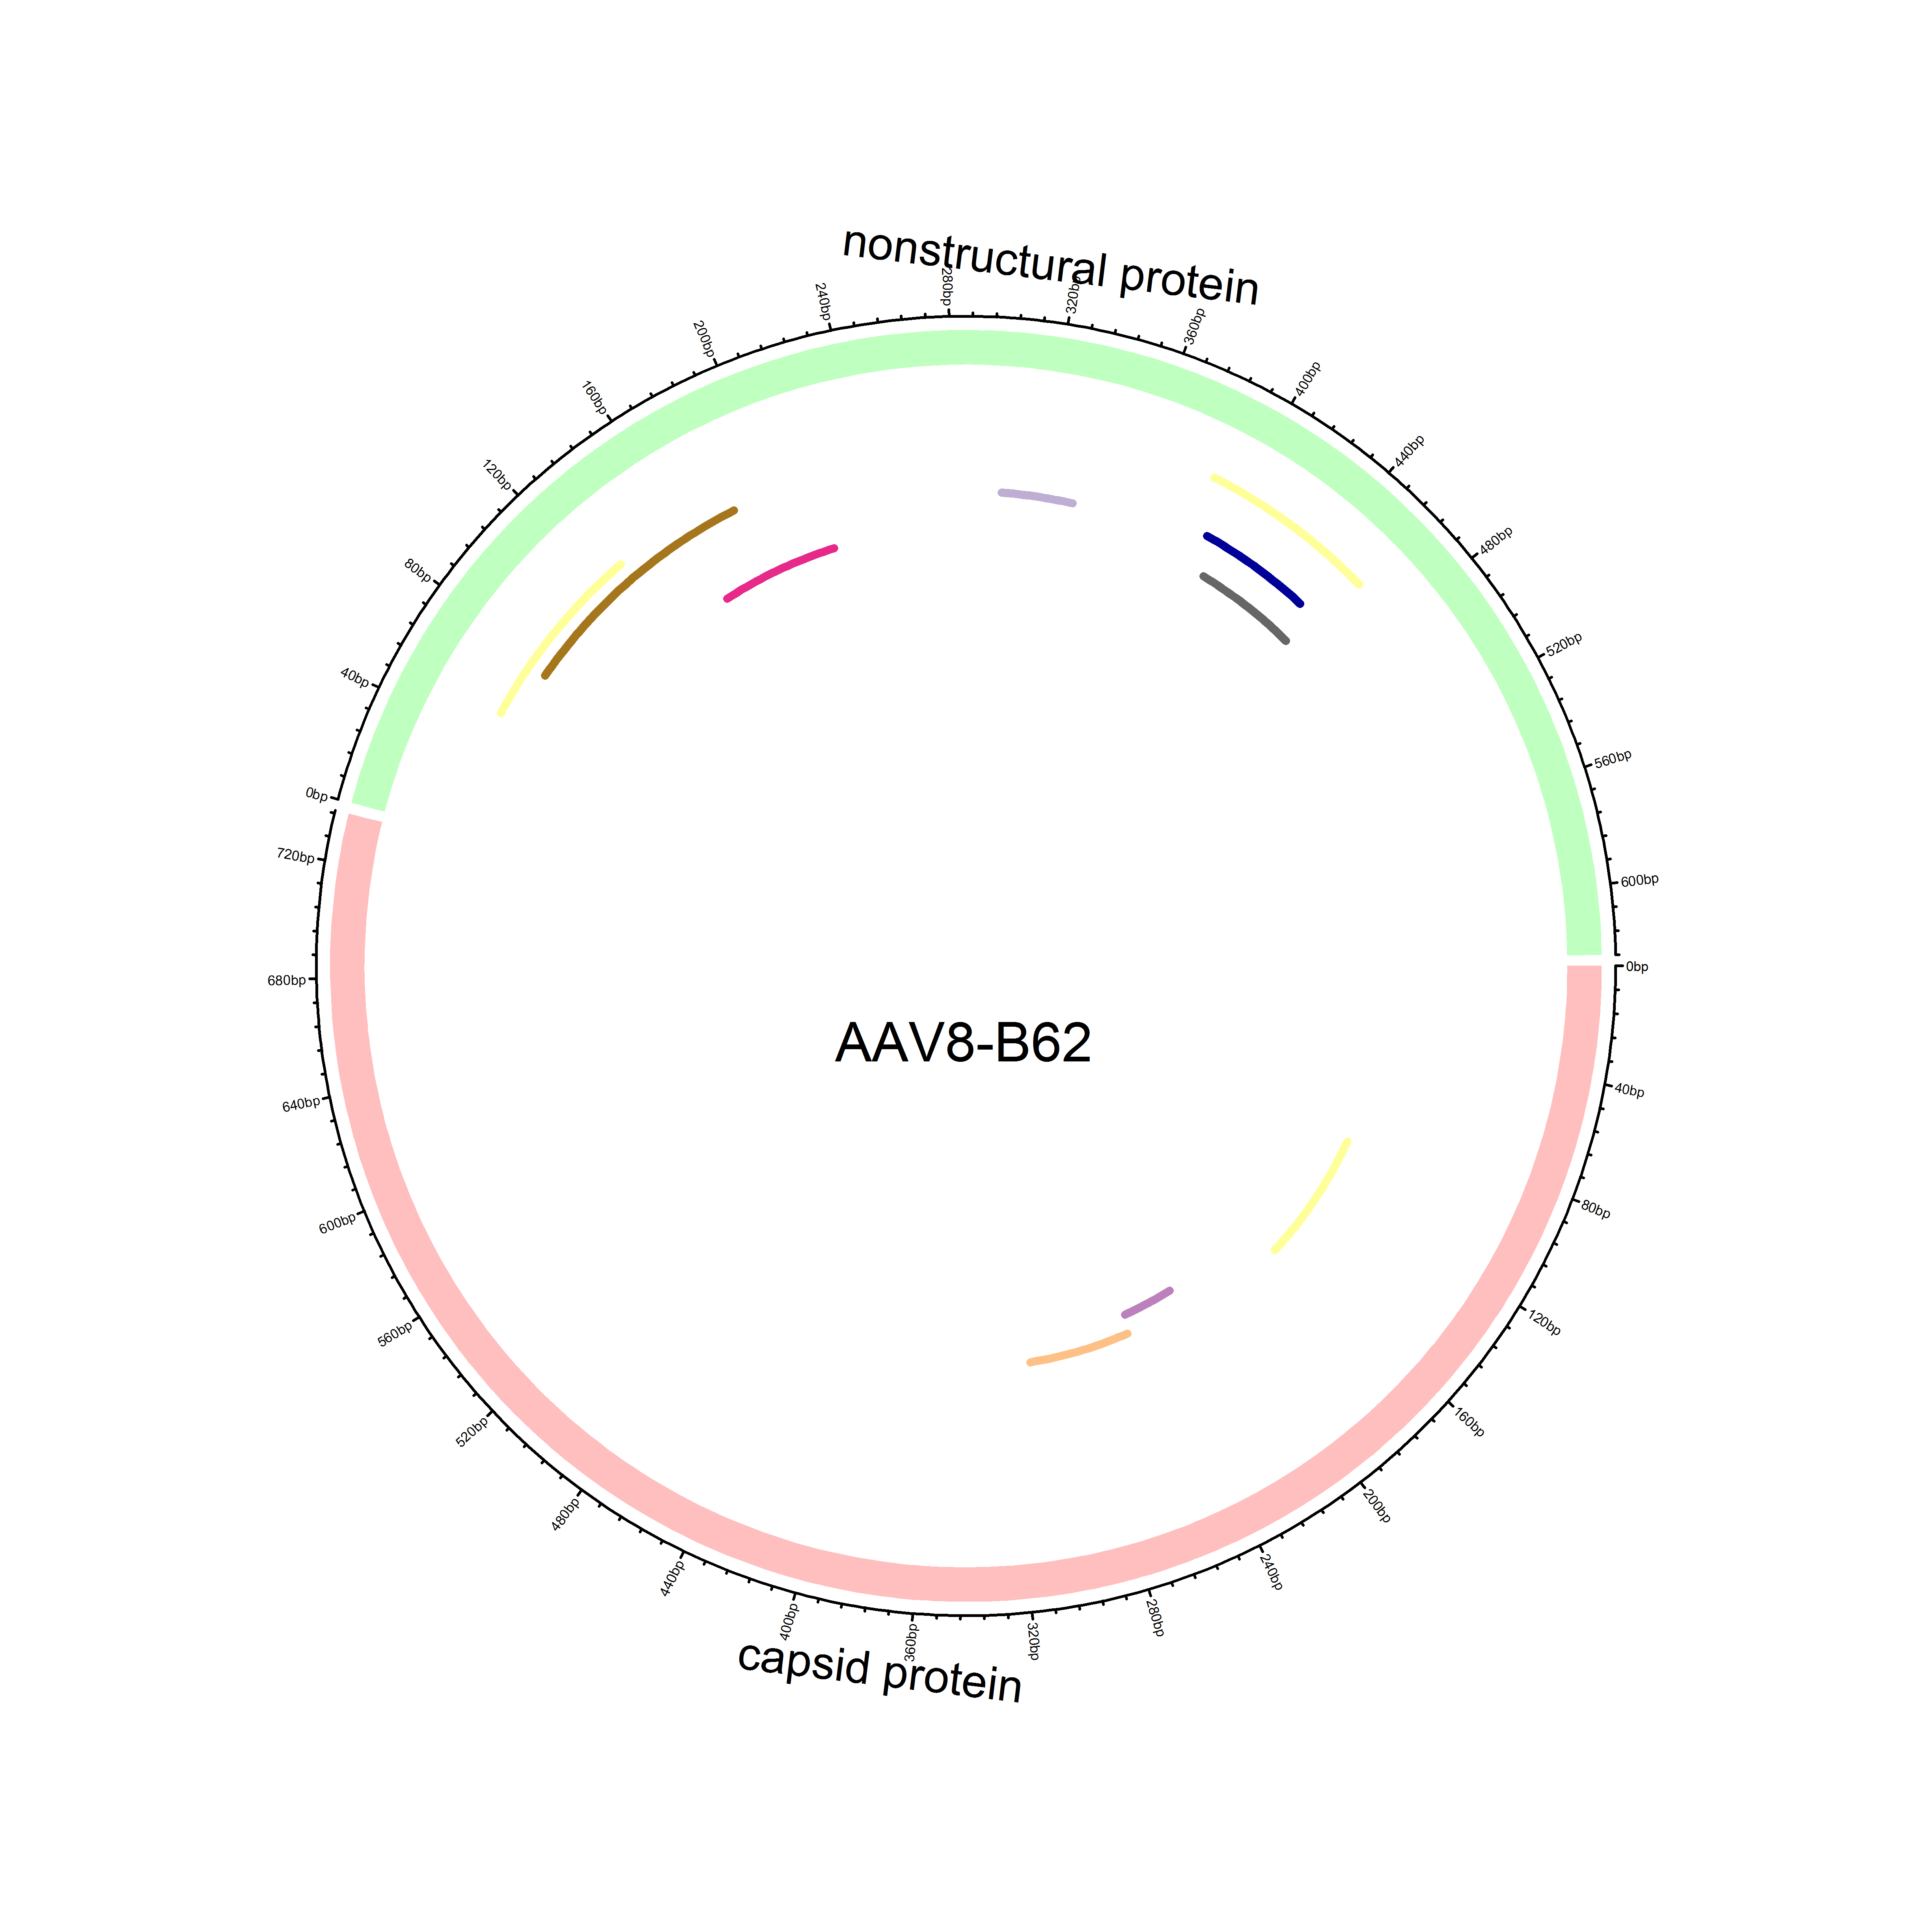 nonstructural protein
0bp
40bp
80bp
120bp
160bp
200bp
240bp
280bp
320bp
360bp
400bp
440bp
480bp
520bp
560bp
600bp
0bp
40bp
80bp
120bp
160bp
200bp
240bp
280bp
320bp
360bp
400bp
440bp
480bp
520bp
560bp
600bp
640bp
680bp
720bp
AAV8-B62
capsid protein